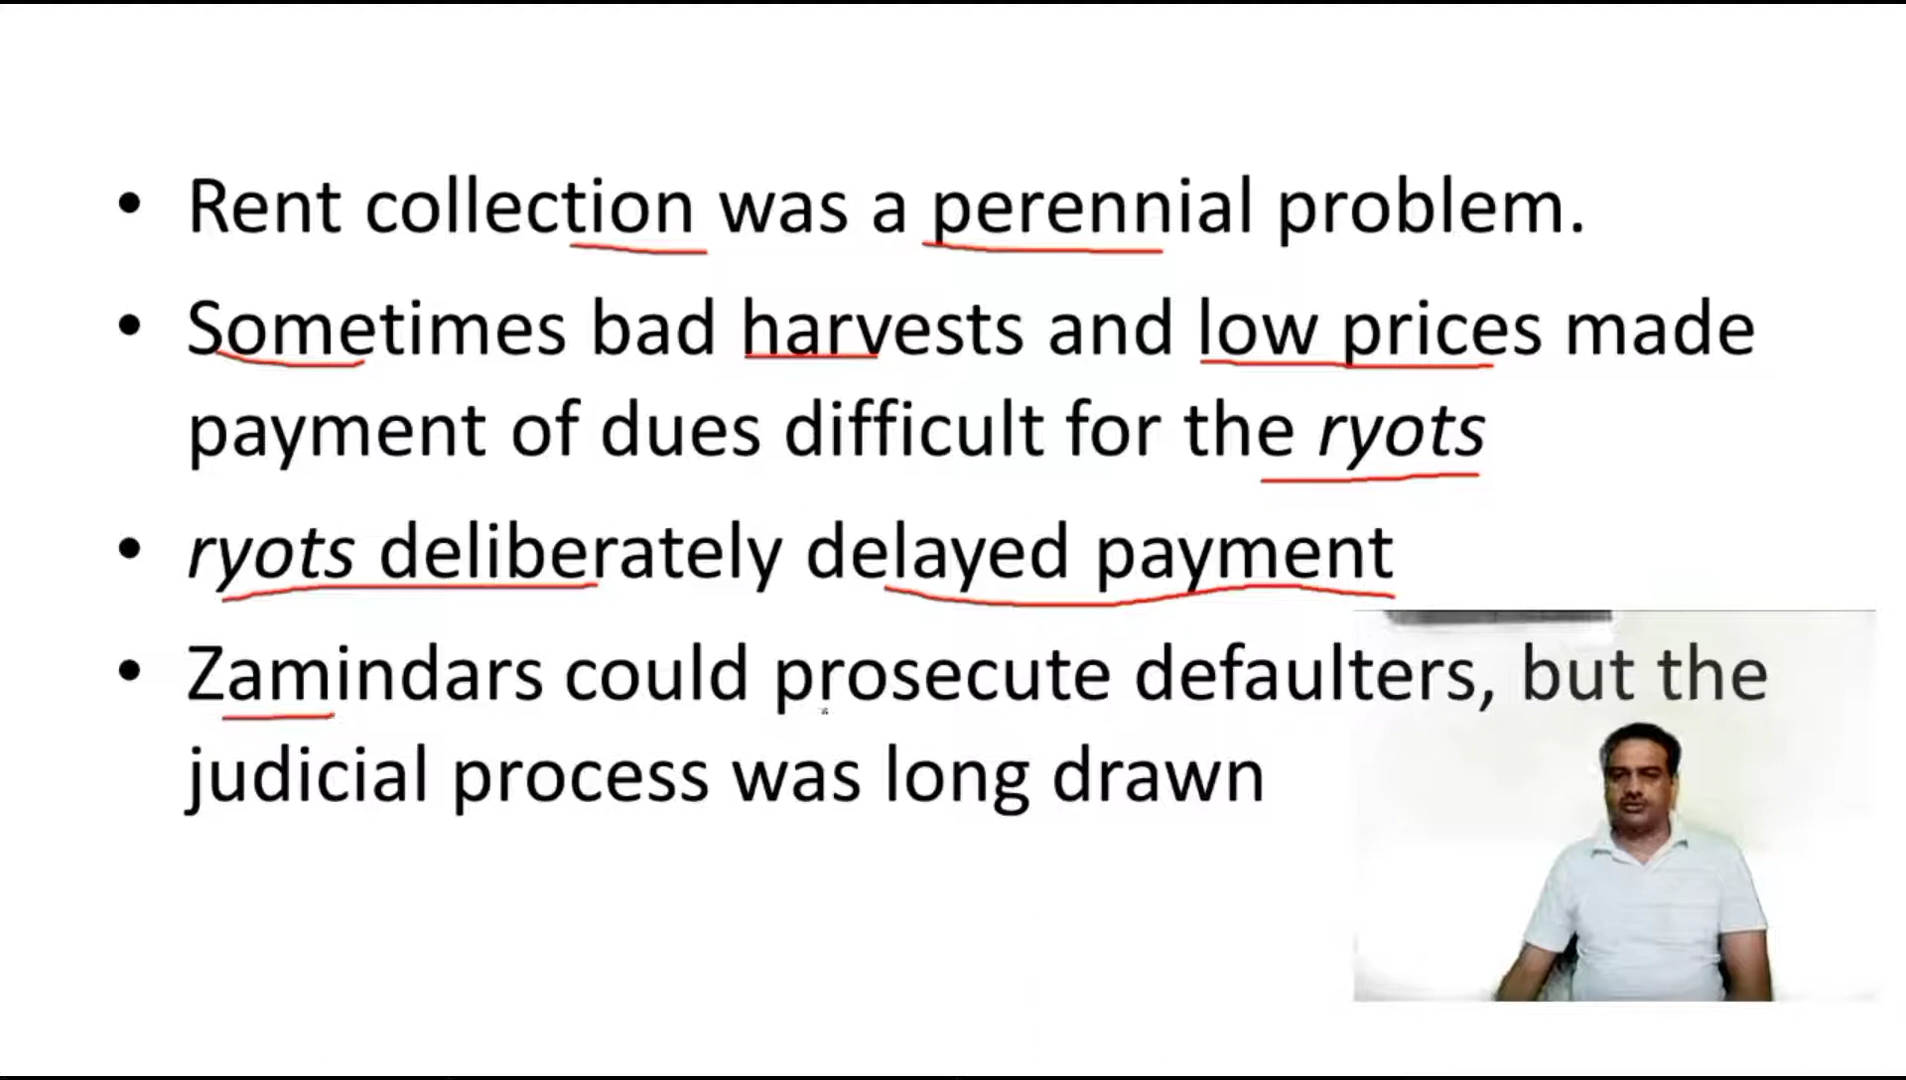 • Rent collection was a perennial problem.
• Sometimes bad harvests and low prices made
payment of dues difficult for the ryots
• ryots deliberately delayed payment
• Zamindars could prosecute defaulters, but the
judicial process was long drawn